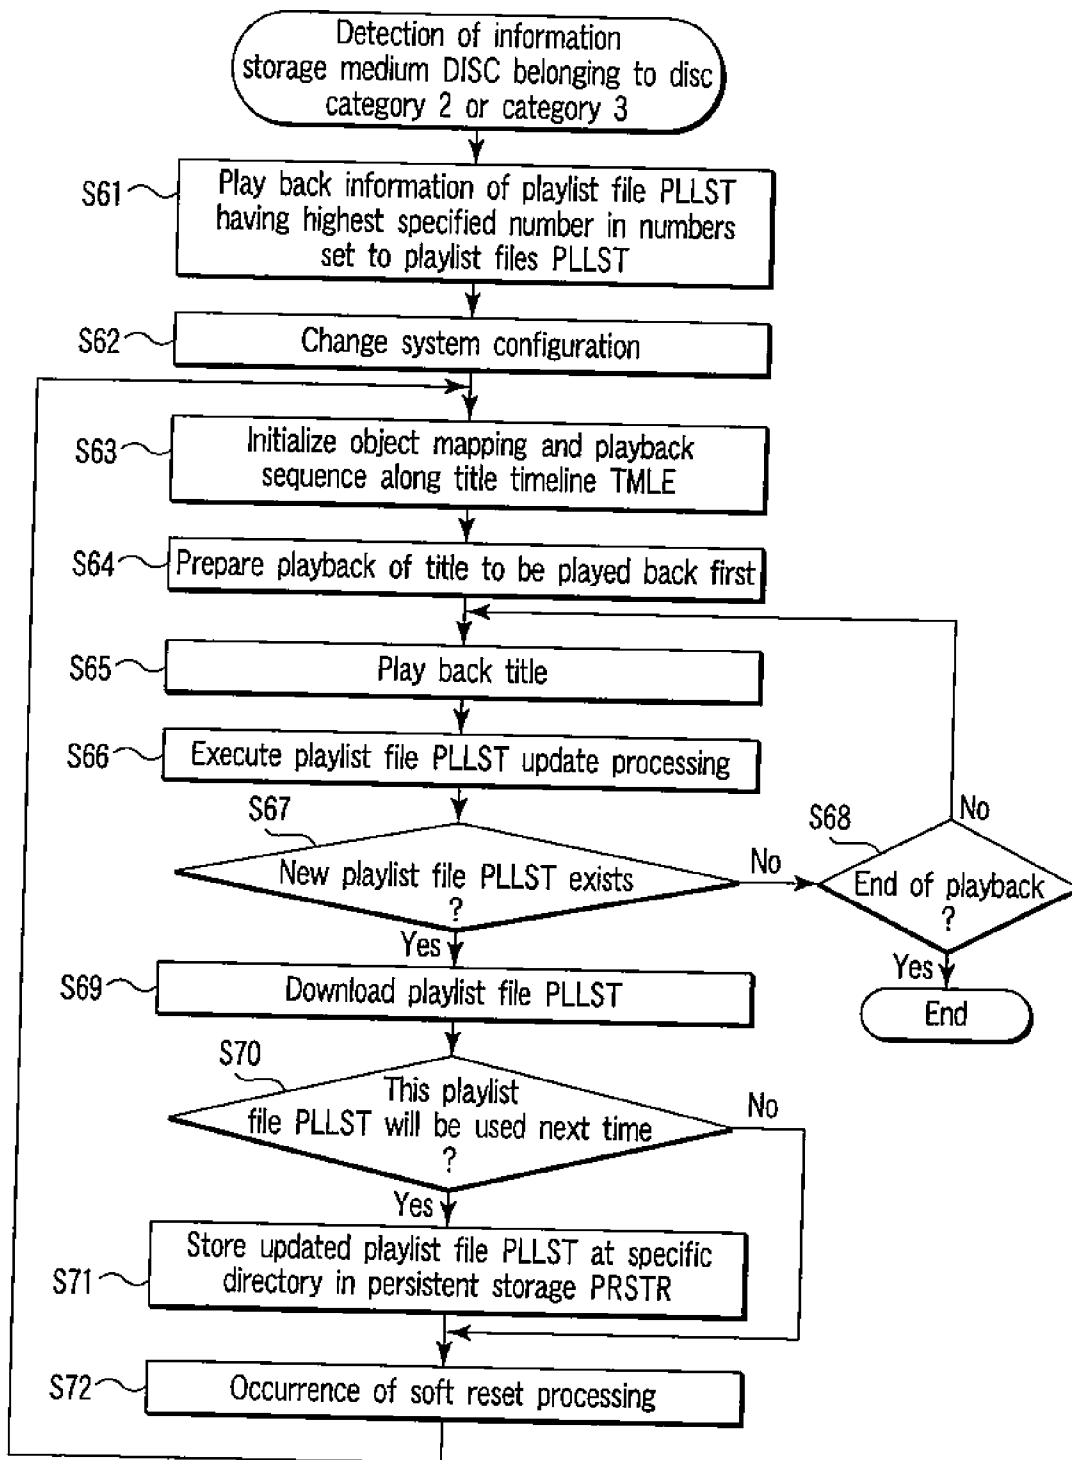 Detection of information
storage medium DISC belonging to disc
category 2 or category 3
S61
Play back information of playlist file PLLST
having highest specified number in numbers
set to playlist files PLLST
S62
Change system configuration
S63
Initialize object mapping and playback
sequence along title timeline TMLE
S64
Prepare playback of title to be played back first
S65
Play back title
S66
Execute playlist file PLLST update processing
S67
New playlist file PLLST exists
?
No
Yes
S68
End of playback
?
No
Yes
End
S69
Download playlist file PLLST
S70
This playlist
file PLLST will be used next time
?
No
Yes
S71
Store updated playlist file PLLST at specific
directory in persistent storage PRSTR
S72
Occurrence of soft reset processing